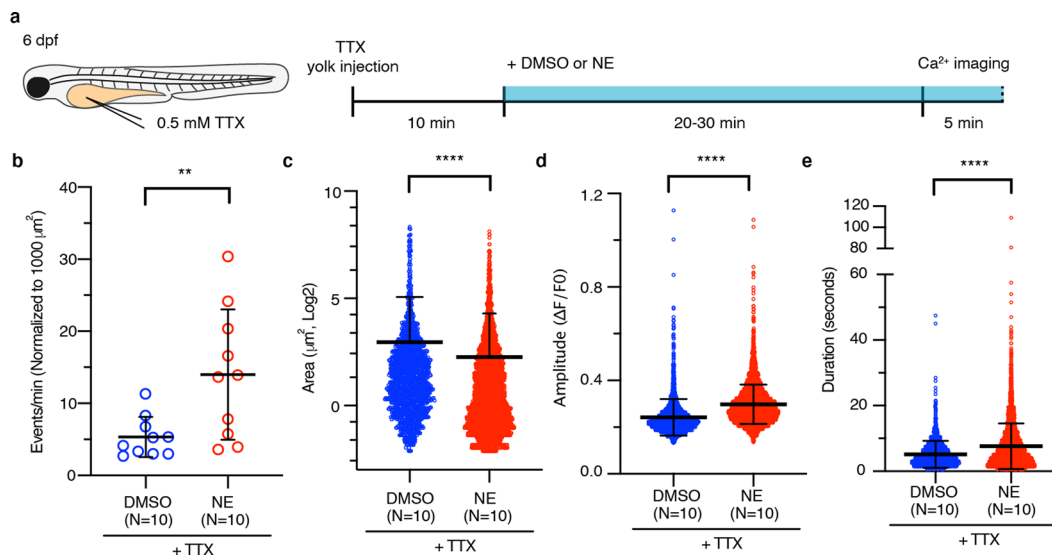 a
6 dpf
0.5 mM TTX
TTX
yolk injection
+ DMSO or NE
Ca²⁺ imaging
10 min
20-30 min
5 min
b
**
Events/min (Normalized to 1000 µm²)
40
30
20
10
0
DMSO
(N=10)
NE
(N=10)
+ TTX
c
****
Area (µm², Log2)
10
5
0
DMSO
(N=10)
NE
(N=10)
+ TTX
d
****
Amplitude (ΔF/F0)
1.2
0.8
0.4
0.0
DMSO
(N=10)
NE
(N=10)
+ TTX
e
****
Duration (seconds)
120
100
80
60
40
20
0
DMSO
(N=10)
NE
(N=10)
+ TTX